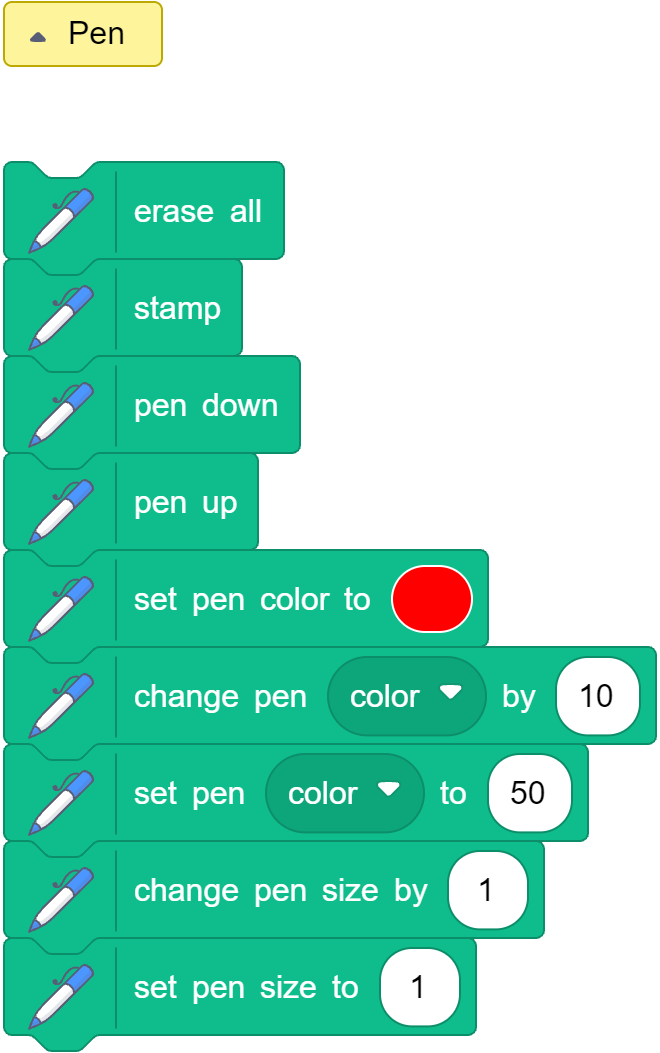 Pen
erase all
stamp
pen down
pen up
set pen color to
change pen color by 10
set pen color to 50
change pen size by 1
set pen size to 1